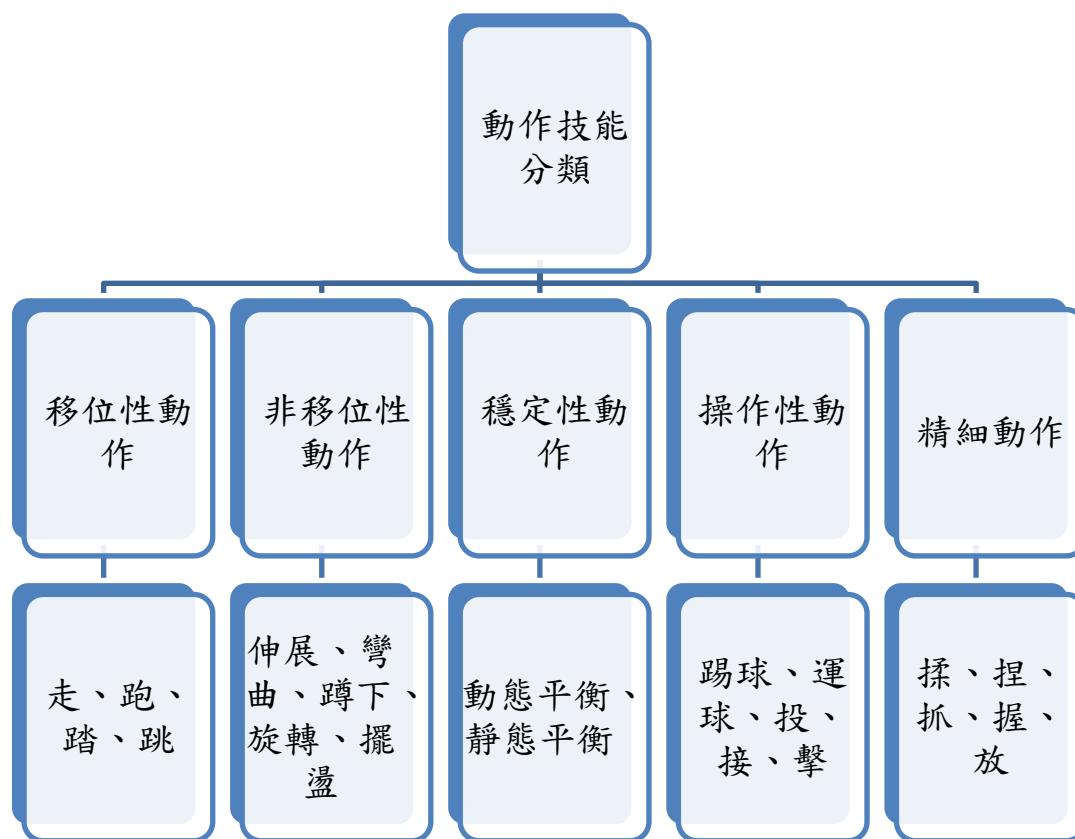 動作技能
分類
移位性動
作
非移位性
動作
穩定性動
作
操作性動
作
精細動作
走、跑、
踏、跳
伸展、彎
曲、蹲下、
旋轉、擺
盪
動態平衡、
靜態平衡
踢球、運
球、投、
接、擊
揉、捏、
抓、握、
放